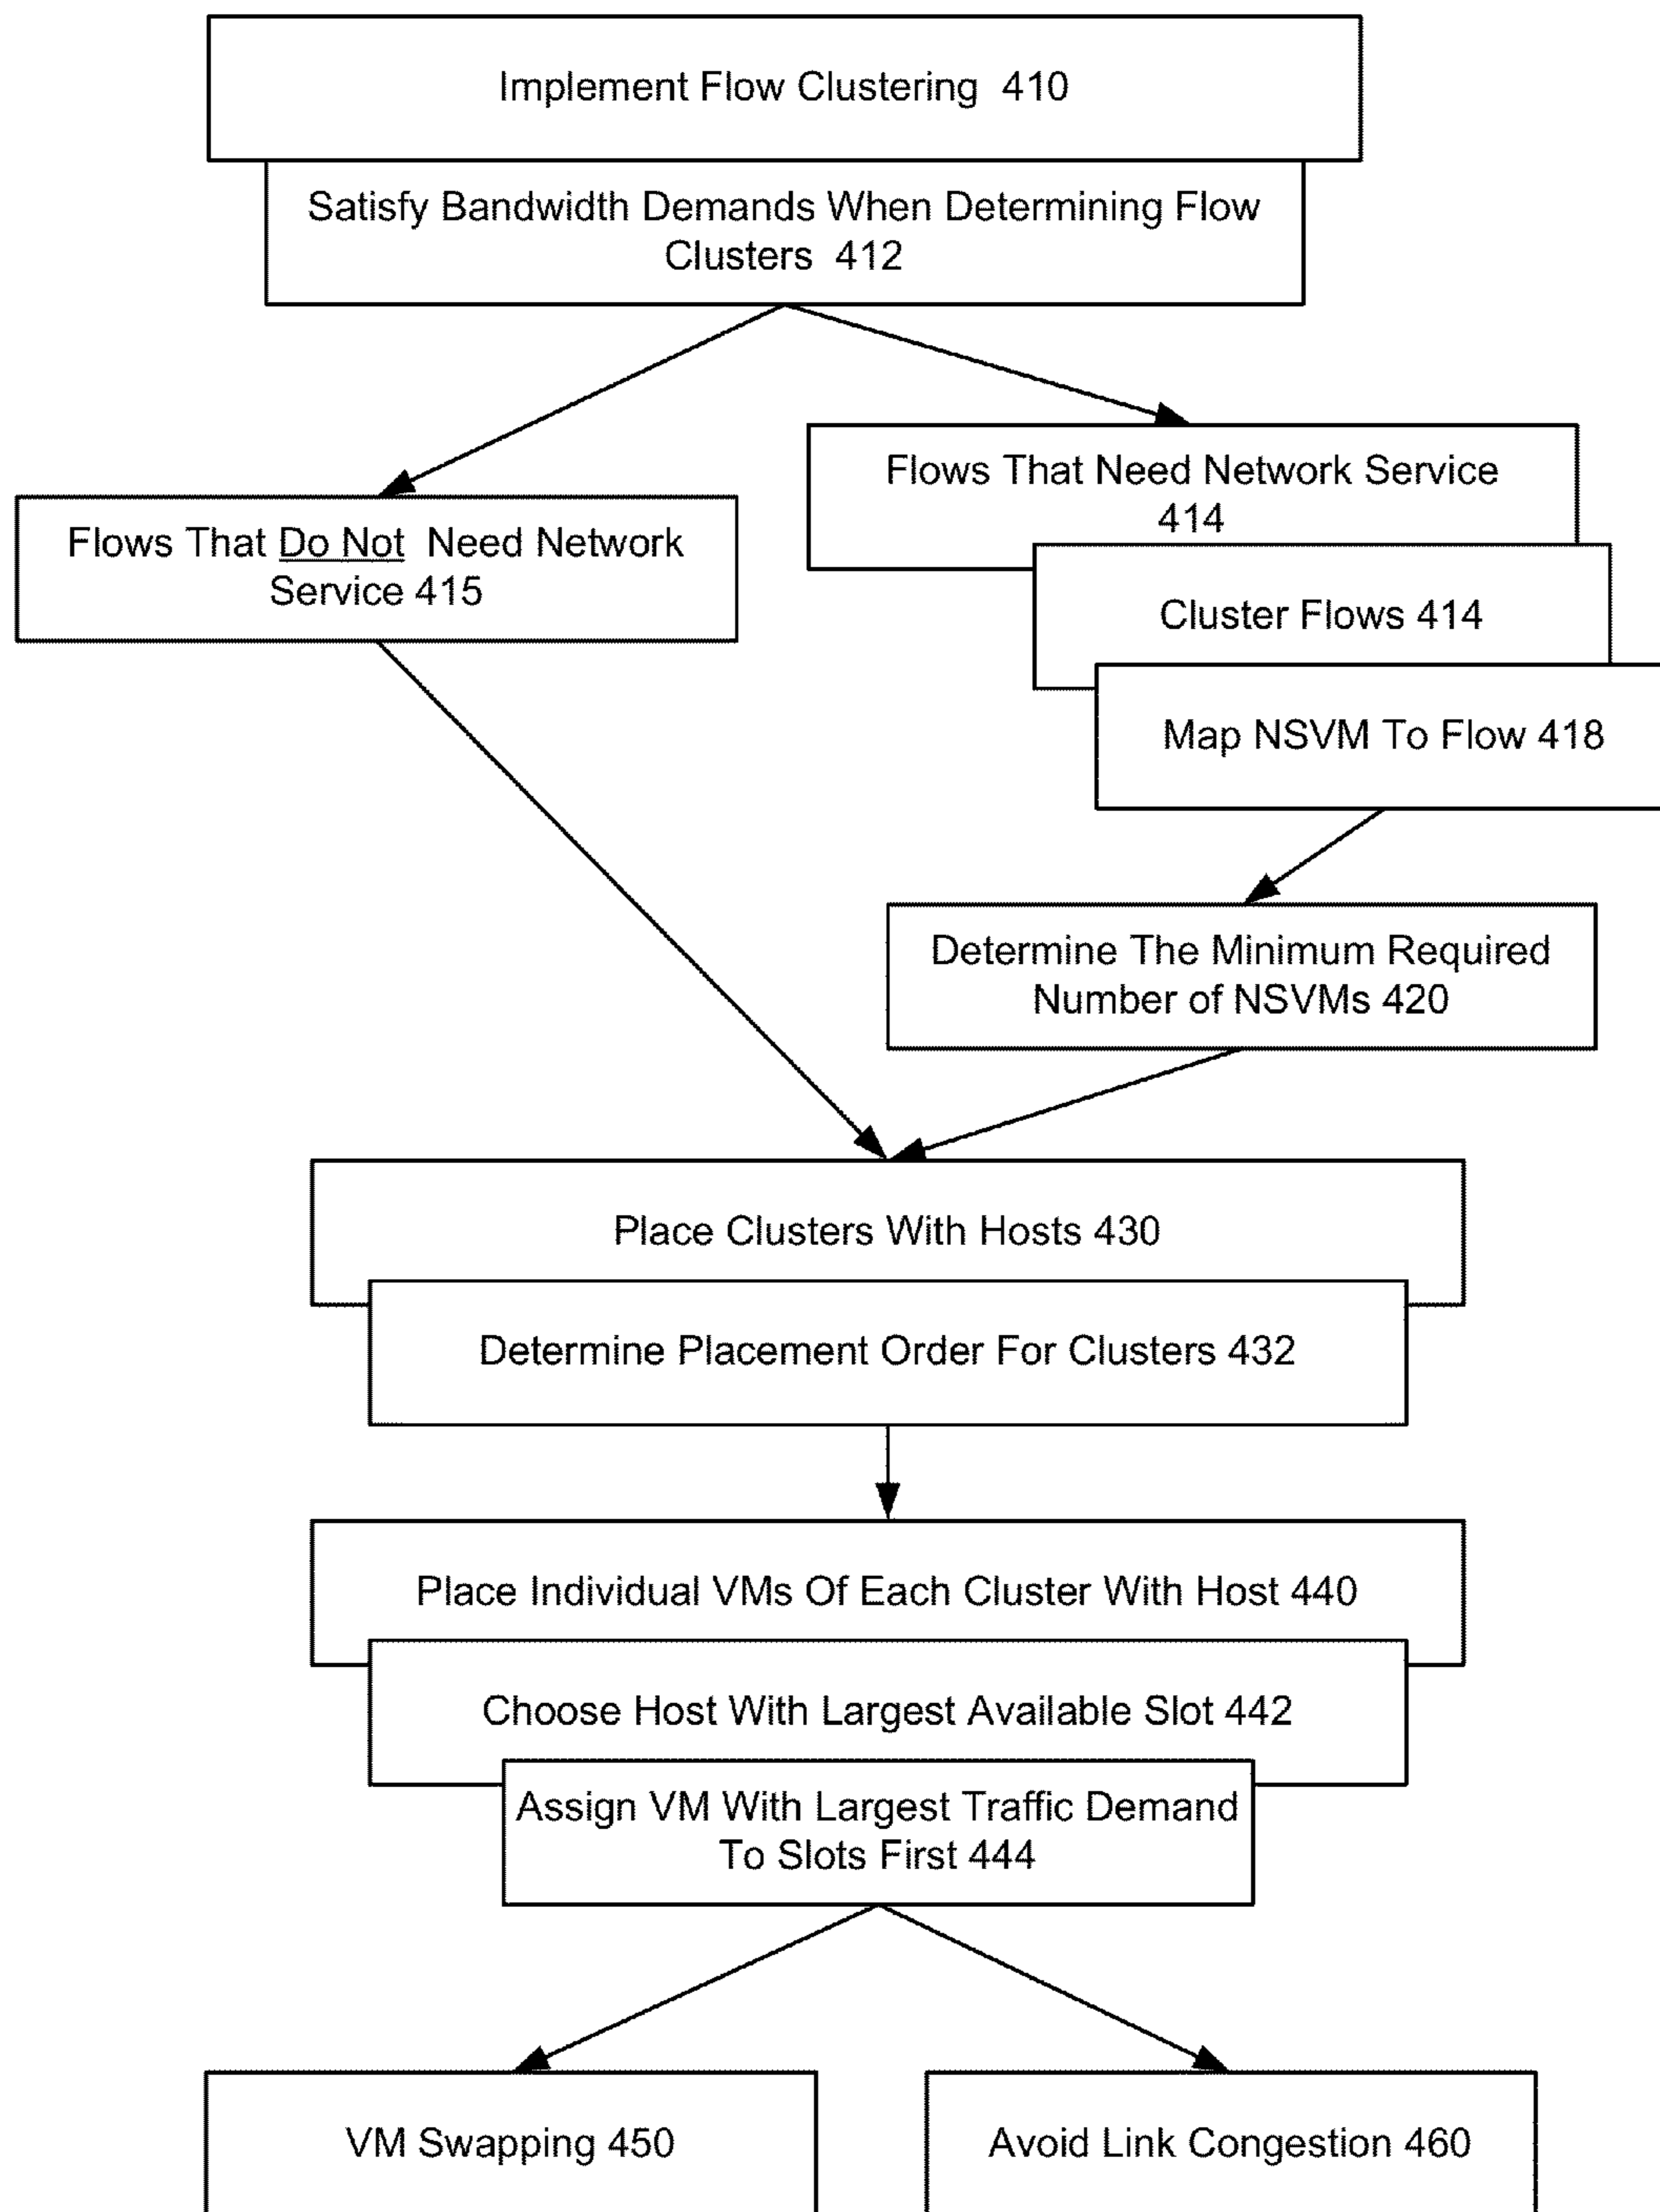 Implement Flow Clustering 410
Satisfy Bandwidth Demands When Determining Flow
Clusters 412
Flows That Need Network Service
414
Flows That Do Not Need Network
Service 415
Cluster Flows 414
Map NSVM To Flow 418
Determine The Minimum Required
Number of NSVMs 420
Place Clusters With Hosts 430
Determine Placement Order For Clusters 432
Place Individual VMs Of Each Cluster With Host 440
Choose Host With Largest Available Slot 442
Assign VM With Largest Traffic Demand
To Slots First 444
VM Swapping 450
Avoid Link Congestion 460